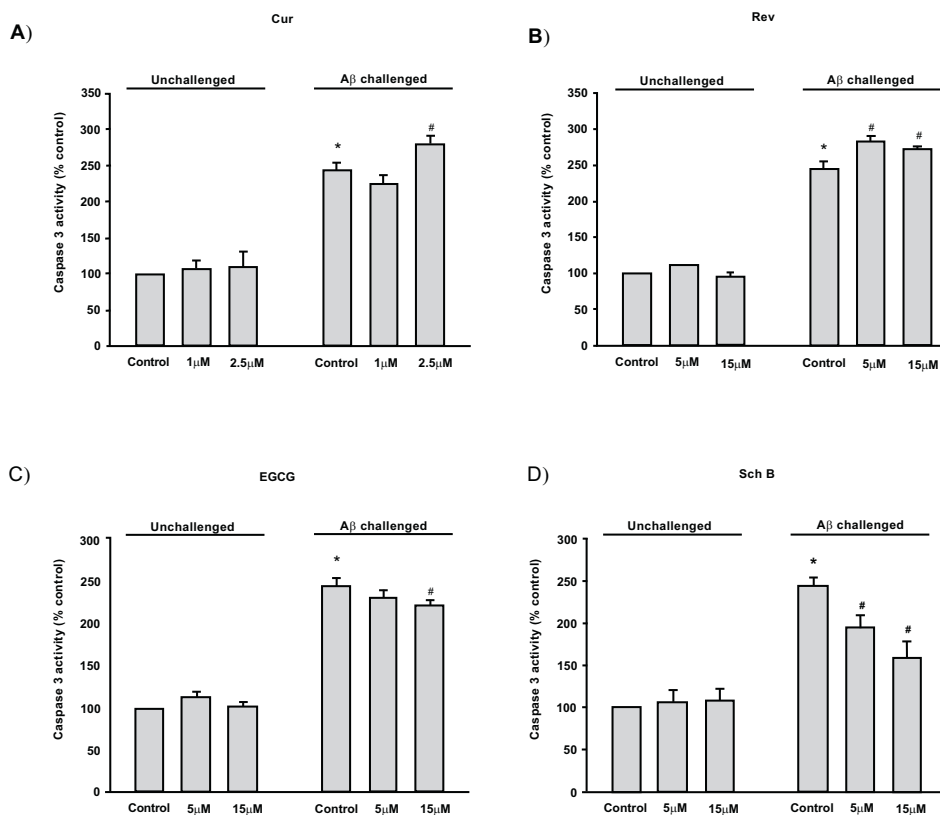 Cur
A)
Unchallenged
Aβ challenged
Caspase 3 activity (% control)
350
300
250
200
150
100
50
0
*
#
Control 1μM 2.5μM Control 1μM 2.5μM
Rev
B)
Unchallenged
Aβ challenged
Caspase 3 activity (% control)
350
300
250
200
150
100
50
0
*
#
#
Control 5μM 15μM Control 5μM 15μM
EGCG
C)
Unchallenged
Aβ challenged
Caspase 3 activity (% control)
300
250
200
150
100
50
0
*
#
Control 5μM 15μM Control 5μM 15μM
Sch B
D)
Unchallenged
Aβ challenged
Caspase 3 activity (% control)
300
250
200
150
100
50
0
*
#
#
Control 5μM 15μM Control 5μM 15μM